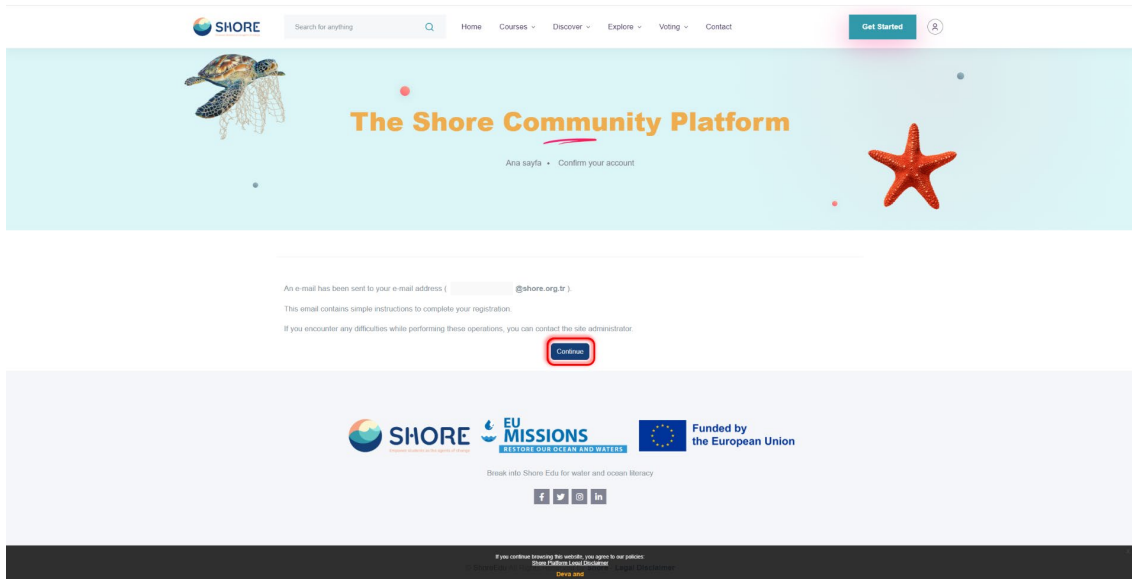 SHORE
Search for anything
Home Courses Discover Explore Voting Contact
Get Started
The Shore Community Platform
Ana sayfa • Confirm your account
An e-mail has been sent to your e-mail address ( @shore.org.tr ).
This email contains simple instructions to complete your registration.
If you encounter any difficulties while performing these operations, you can contact the site administrator.
Continue
SHORE
EU
MISSIONS
RESTORE OUR OCEAN AND WATERS
Funded by
the European Union
Break into Shore Edu for water and ocean literacy
If you continue browsing this website, you agree to our policies:
Shore Platform Legal Disclaimer
Deva and